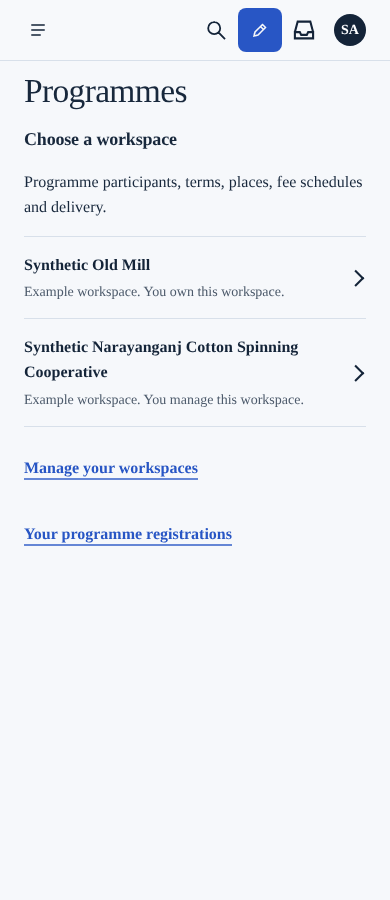 SA
Programmes
Choose a workspace
Programme participants, terms, places, fee schedules
and delivery.
Synthetic Old Mill
Example workspace. You own this workspace.
Synthetic Narayanganj Cotton Spinning
Cooperative
Example workspace. You manage this workspace.
Manage your workspaces
Your programme registrations